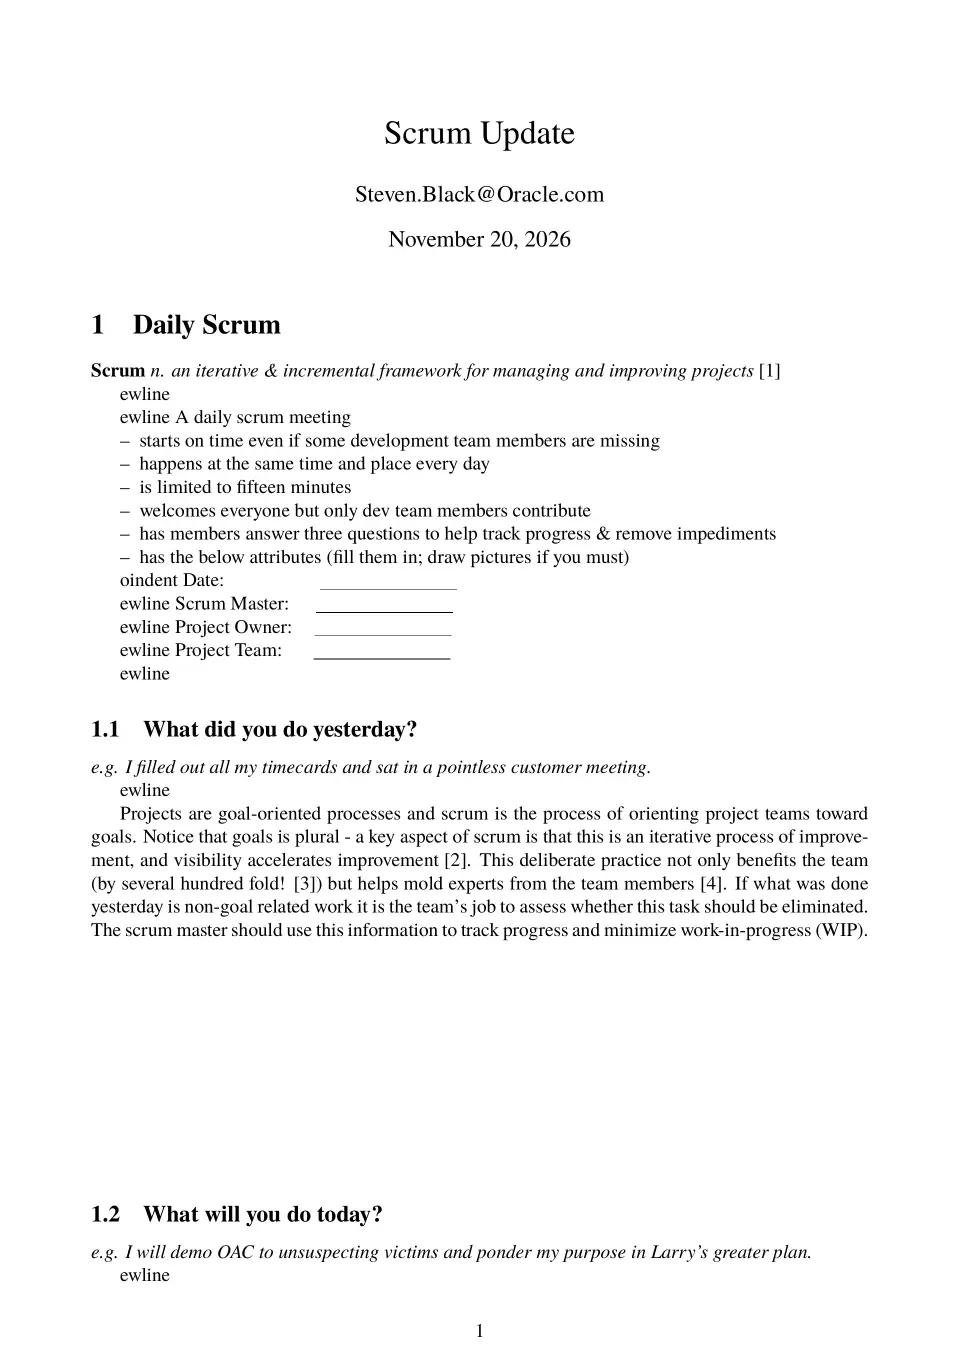 Scrum Update
Steven.Black@Oracle.com
November 20, 2026
1 Daily Scrum
Scrum n. an iterative & incremental framework for managing and improving projects [1]
ewline
ewline A daily scrum meeting
– starts on time even if some development team members are missing
– happens at the same time and place every day
– is limited to fifteen minutes
– welcomes everyone but only dev team members contribute
– has members answer three questions to help track progress & remove impediments
– has the below attributes (fill them in; draw pictures if you must)
oindent Date:
ewline Scrum Master:
ewline Project Owner:
ewline Project Team:
ewline
1.1 What did you do yesterday?
e.g. I filled out all my timecards and sat in a pointless customer meeting.
ewline
Projects are goal-oriented processes and scrum is the process of orienting project teams toward
goals. Notice that goals is plural - a key aspect of scrum is that this is an iterative process of improve-
ment, and visibility accelerates improvement [2]. This deliberate practice not only benefits the team
(by several hundred fold! [3]) but helps mold experts from the team members [4]. If what was done
yesterday is non-goal related work it is the team's job to assess whether this task should be eliminated.
The scrum master should use this information to track progress and minimize work-in-progress (WIP).
1.2 What will you do today?
e.g. I will demo OAC to unsuspecting victims and ponder my purpose in Larry's greater plan.
ewline
1